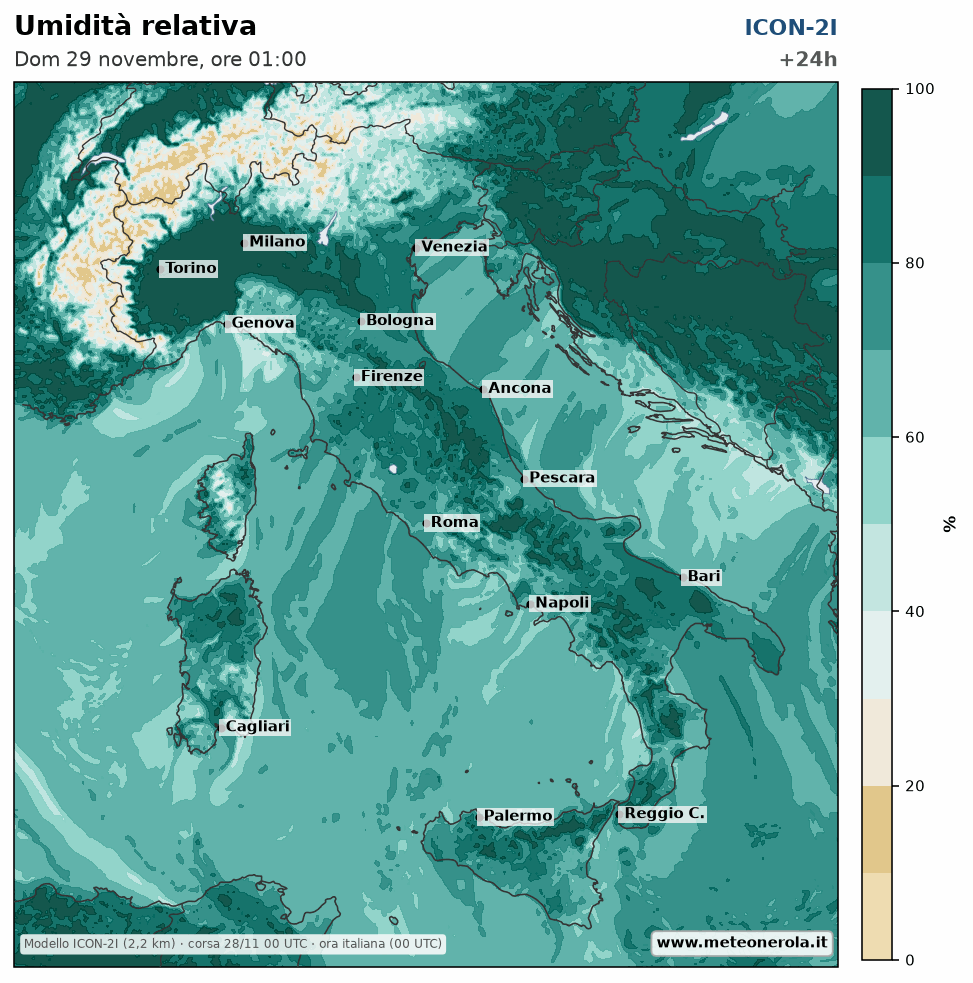 Umidità relativa
ICON-2I
Dom 29 novembre, ore 01:00
+24h
100
80
60
40
20
0
%
Milano
Venezia
Torino
Genova
Bologna
Firenze
Ancona
Pescara
Roma
Bari
Napoli
Cagliari
Palermo
Reggio C.
Modello ICON-2I (2,2 km) · corsa 28/11 00 UTC · ora italiana (00 UTC)
www.meteonerola.it